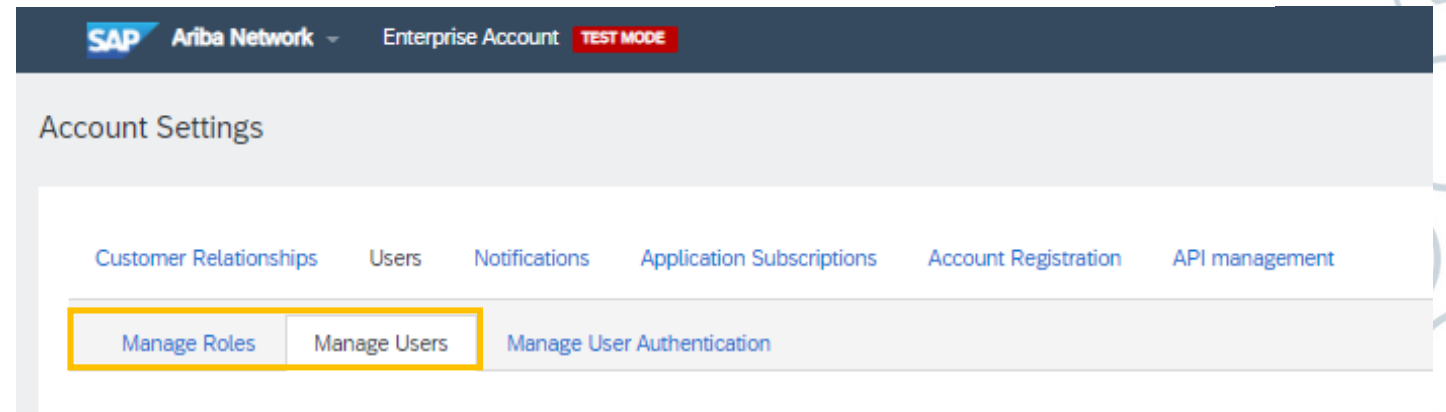 SAP Ariba Network Enterprise Account TEST MODE
Account Settings
Customer Relationships Users Notifications Application Subscriptions Account Registration API management
Manage Roles Manage Users Manage User Authentication